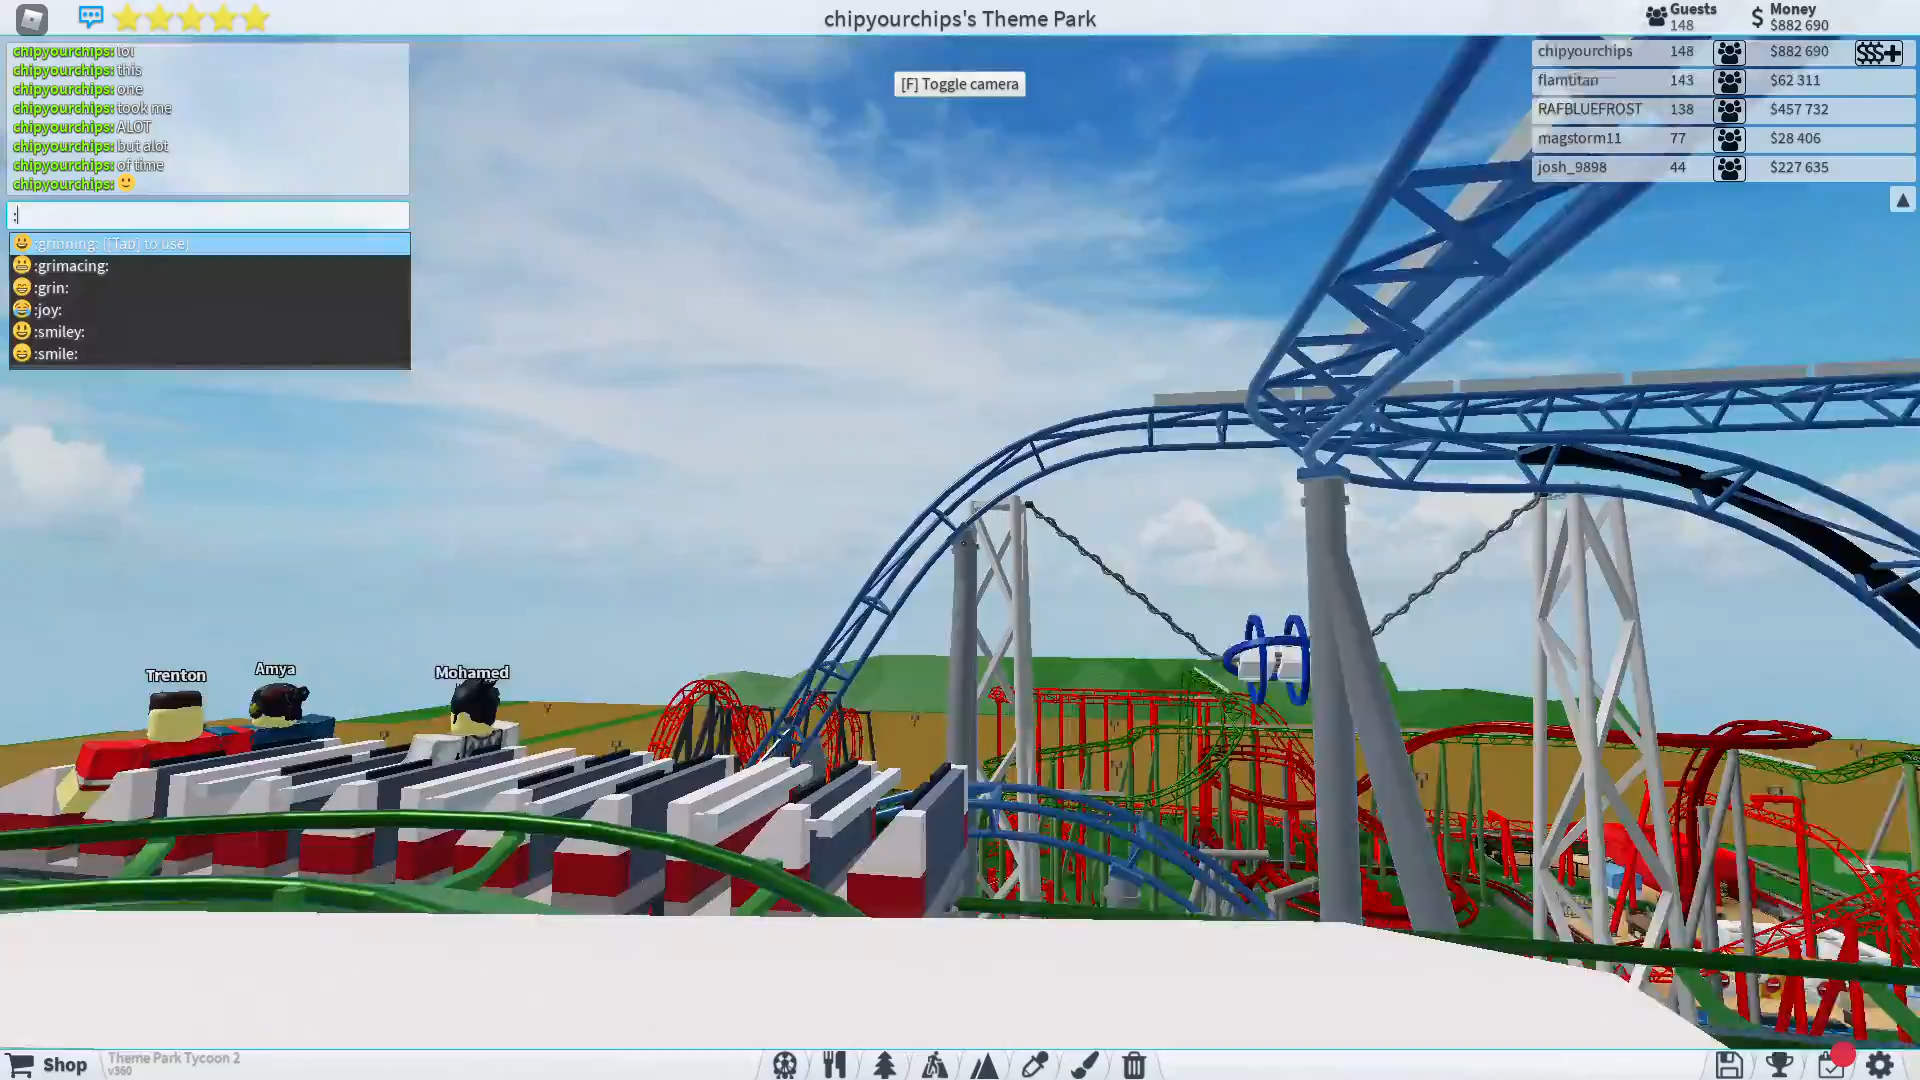 chipyourchips's Theme Park
Guests
148
Money
$882 690
chipyourchips: lol
chipyourchips: this
chipyourchips: one
chipyourchips: took me
chipyourchips: ALOT
chipyourchips: but alot
chipyourchips: of time
chipyourchips: 🙂
:
:grinning: [[Tab] to use]
:grimacing:
:grin:
:joy:
:smiley:
:smile:
[F] Toggle camera
chipyourchips 148 $882 690 $$$+
flamtitan 143 $62 311
RAFBLUEFROST 138 $457 732
magstorm11 77 $28 406
josh_9898 44 $227 635
Trenton
Amya
Mohamed
Shop
Theme Park Tycoon 2
v360